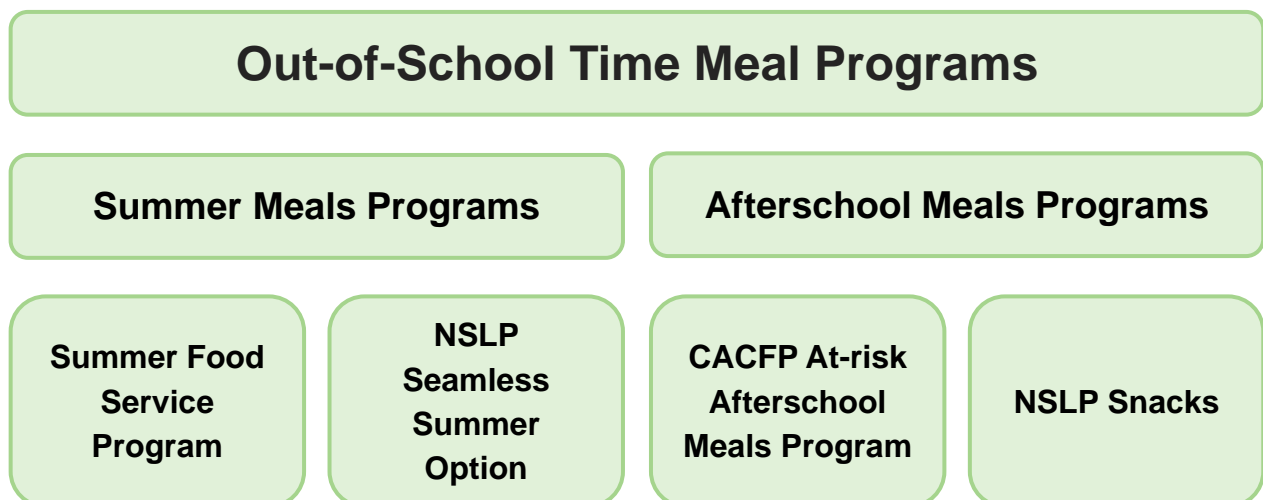 Out-of-School Time Meal Programs
Summer Meals Programs
Afterschool Meals Programs
Summer Food
Service
Program
NSLP
Seamless
Summer
Option
CACFP At-risk
Afterschool
Meals Program
NSLP Snacks